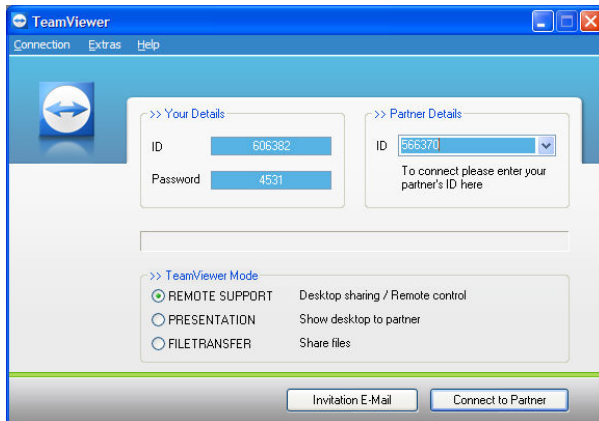 TeamViewer
Connection Extras Help
>> Your Details
ID 606382
Password 4531
>> Partner Details
ID 566370
To connect please enter your
partner's ID here
>> TeamViewer Mode
REMOTE SUPPORT Desktop sharing / Remote control
PRESENTATION Show desktop to partner
FILETRANSFER Share files
Invitation E-Mail Connect to Partner